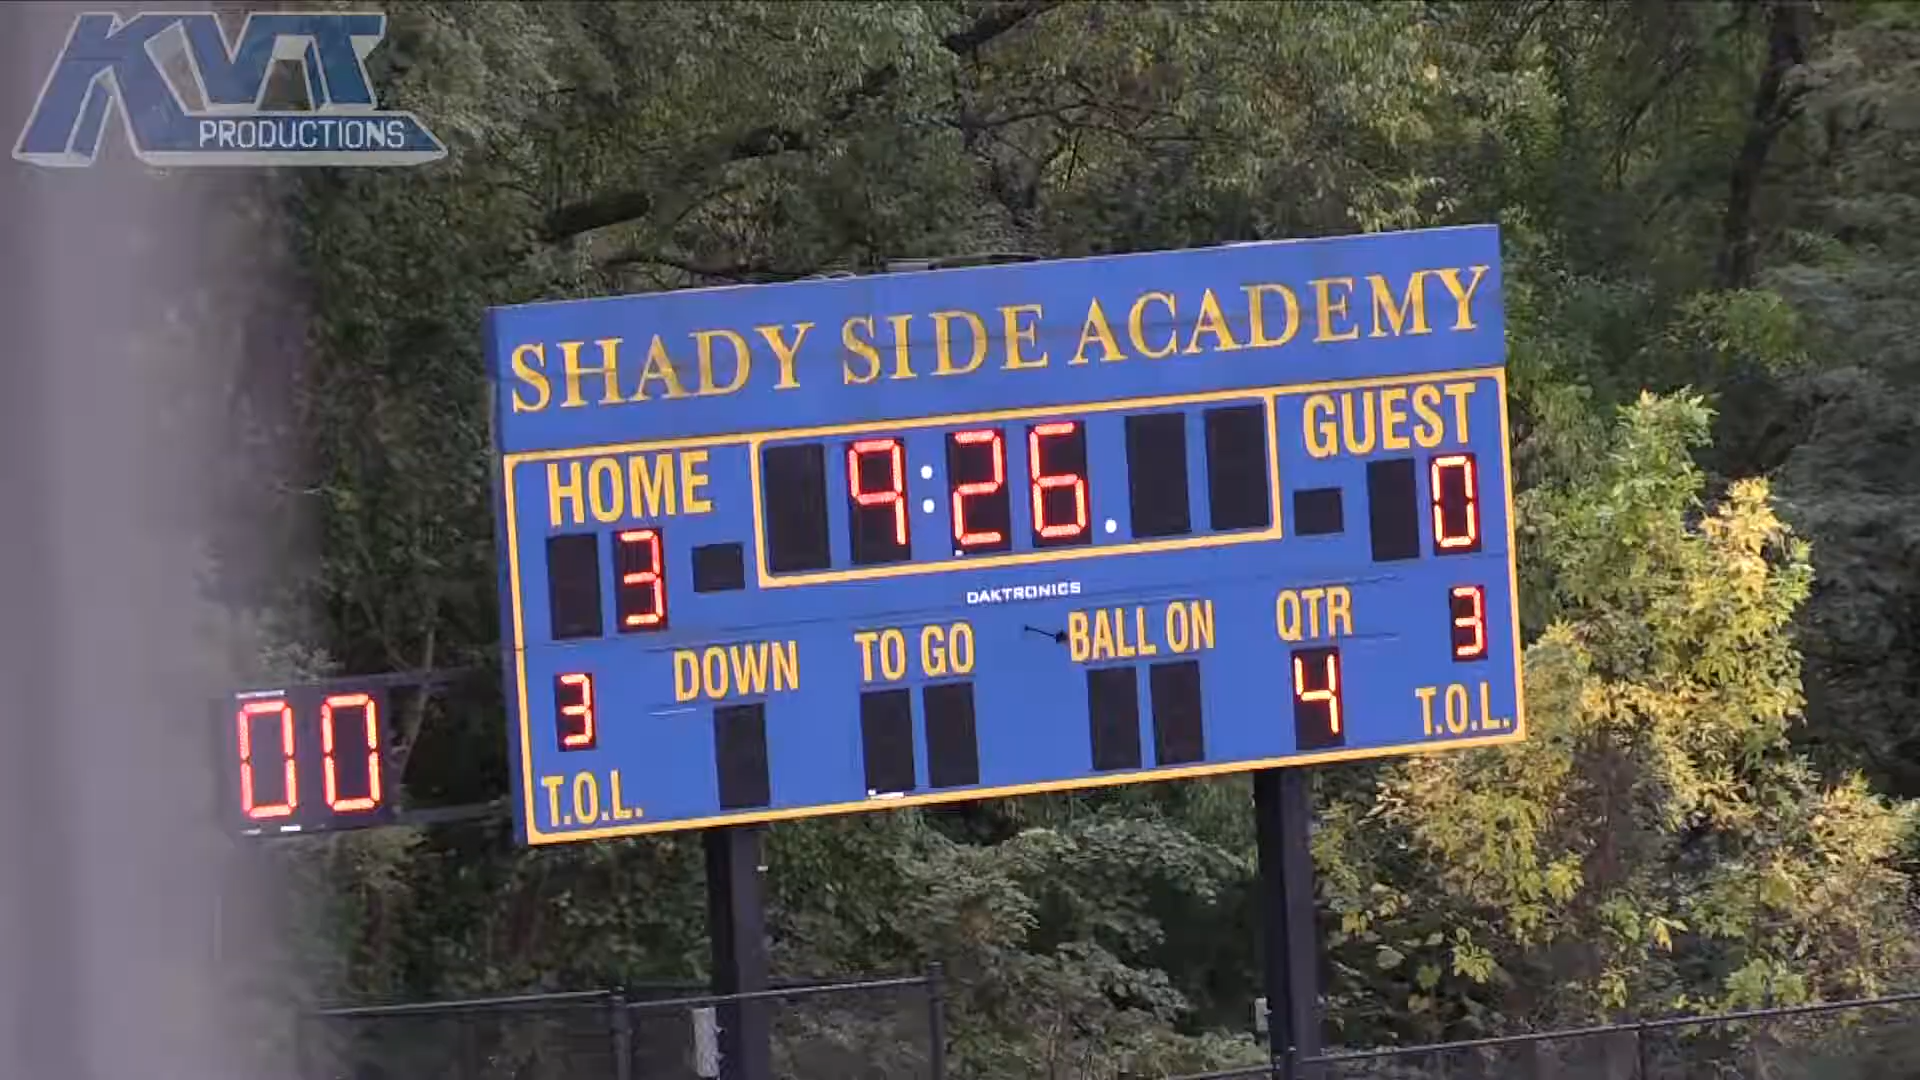 KVT
PRODUCTIONS
SHADY SIDE ACADEMY
HOME 9:26. GUEST
3 0
DAKTRONICS
DOWN TO GO BALL ON QTR 3
3 4 T.O.L.
T.O.L.
00